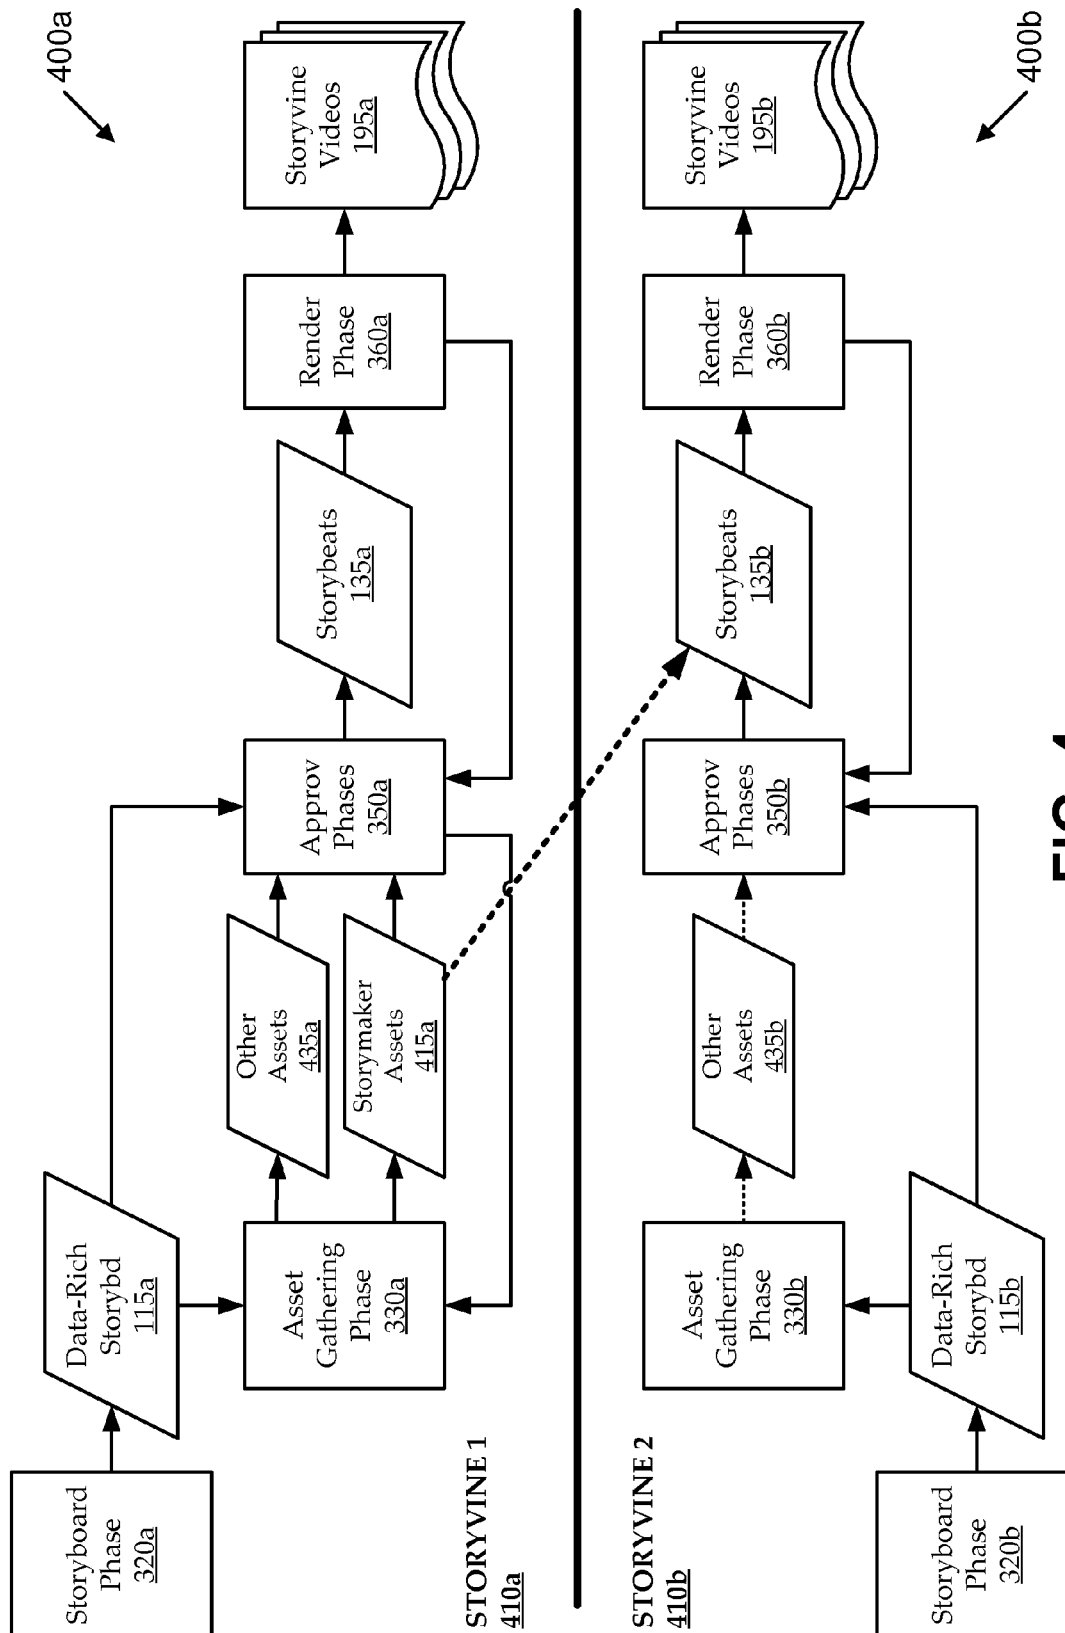 400a
Storyboard
Phase
320a
Data-Rich
Storybd
115a
Asset
Gathering
Phase
330a
Other
Assets
435a
Storymaker
Assets
415a
Approv
Phases
350a
Storybeats
135a
Render
Phase
360a
Storyvine
Videos
195a
STORYVINE 1
410a
STORYVINE 2
410b
Asset
Gathering
Phase
330b
Other
Assets
435b
Approv
Phases
350b
Storybeats
135b
Render
Phase
360b
Storyvine
Videos
195b
Storyboard
Phase
320b
Data-Rich
Storybd
115b
400b